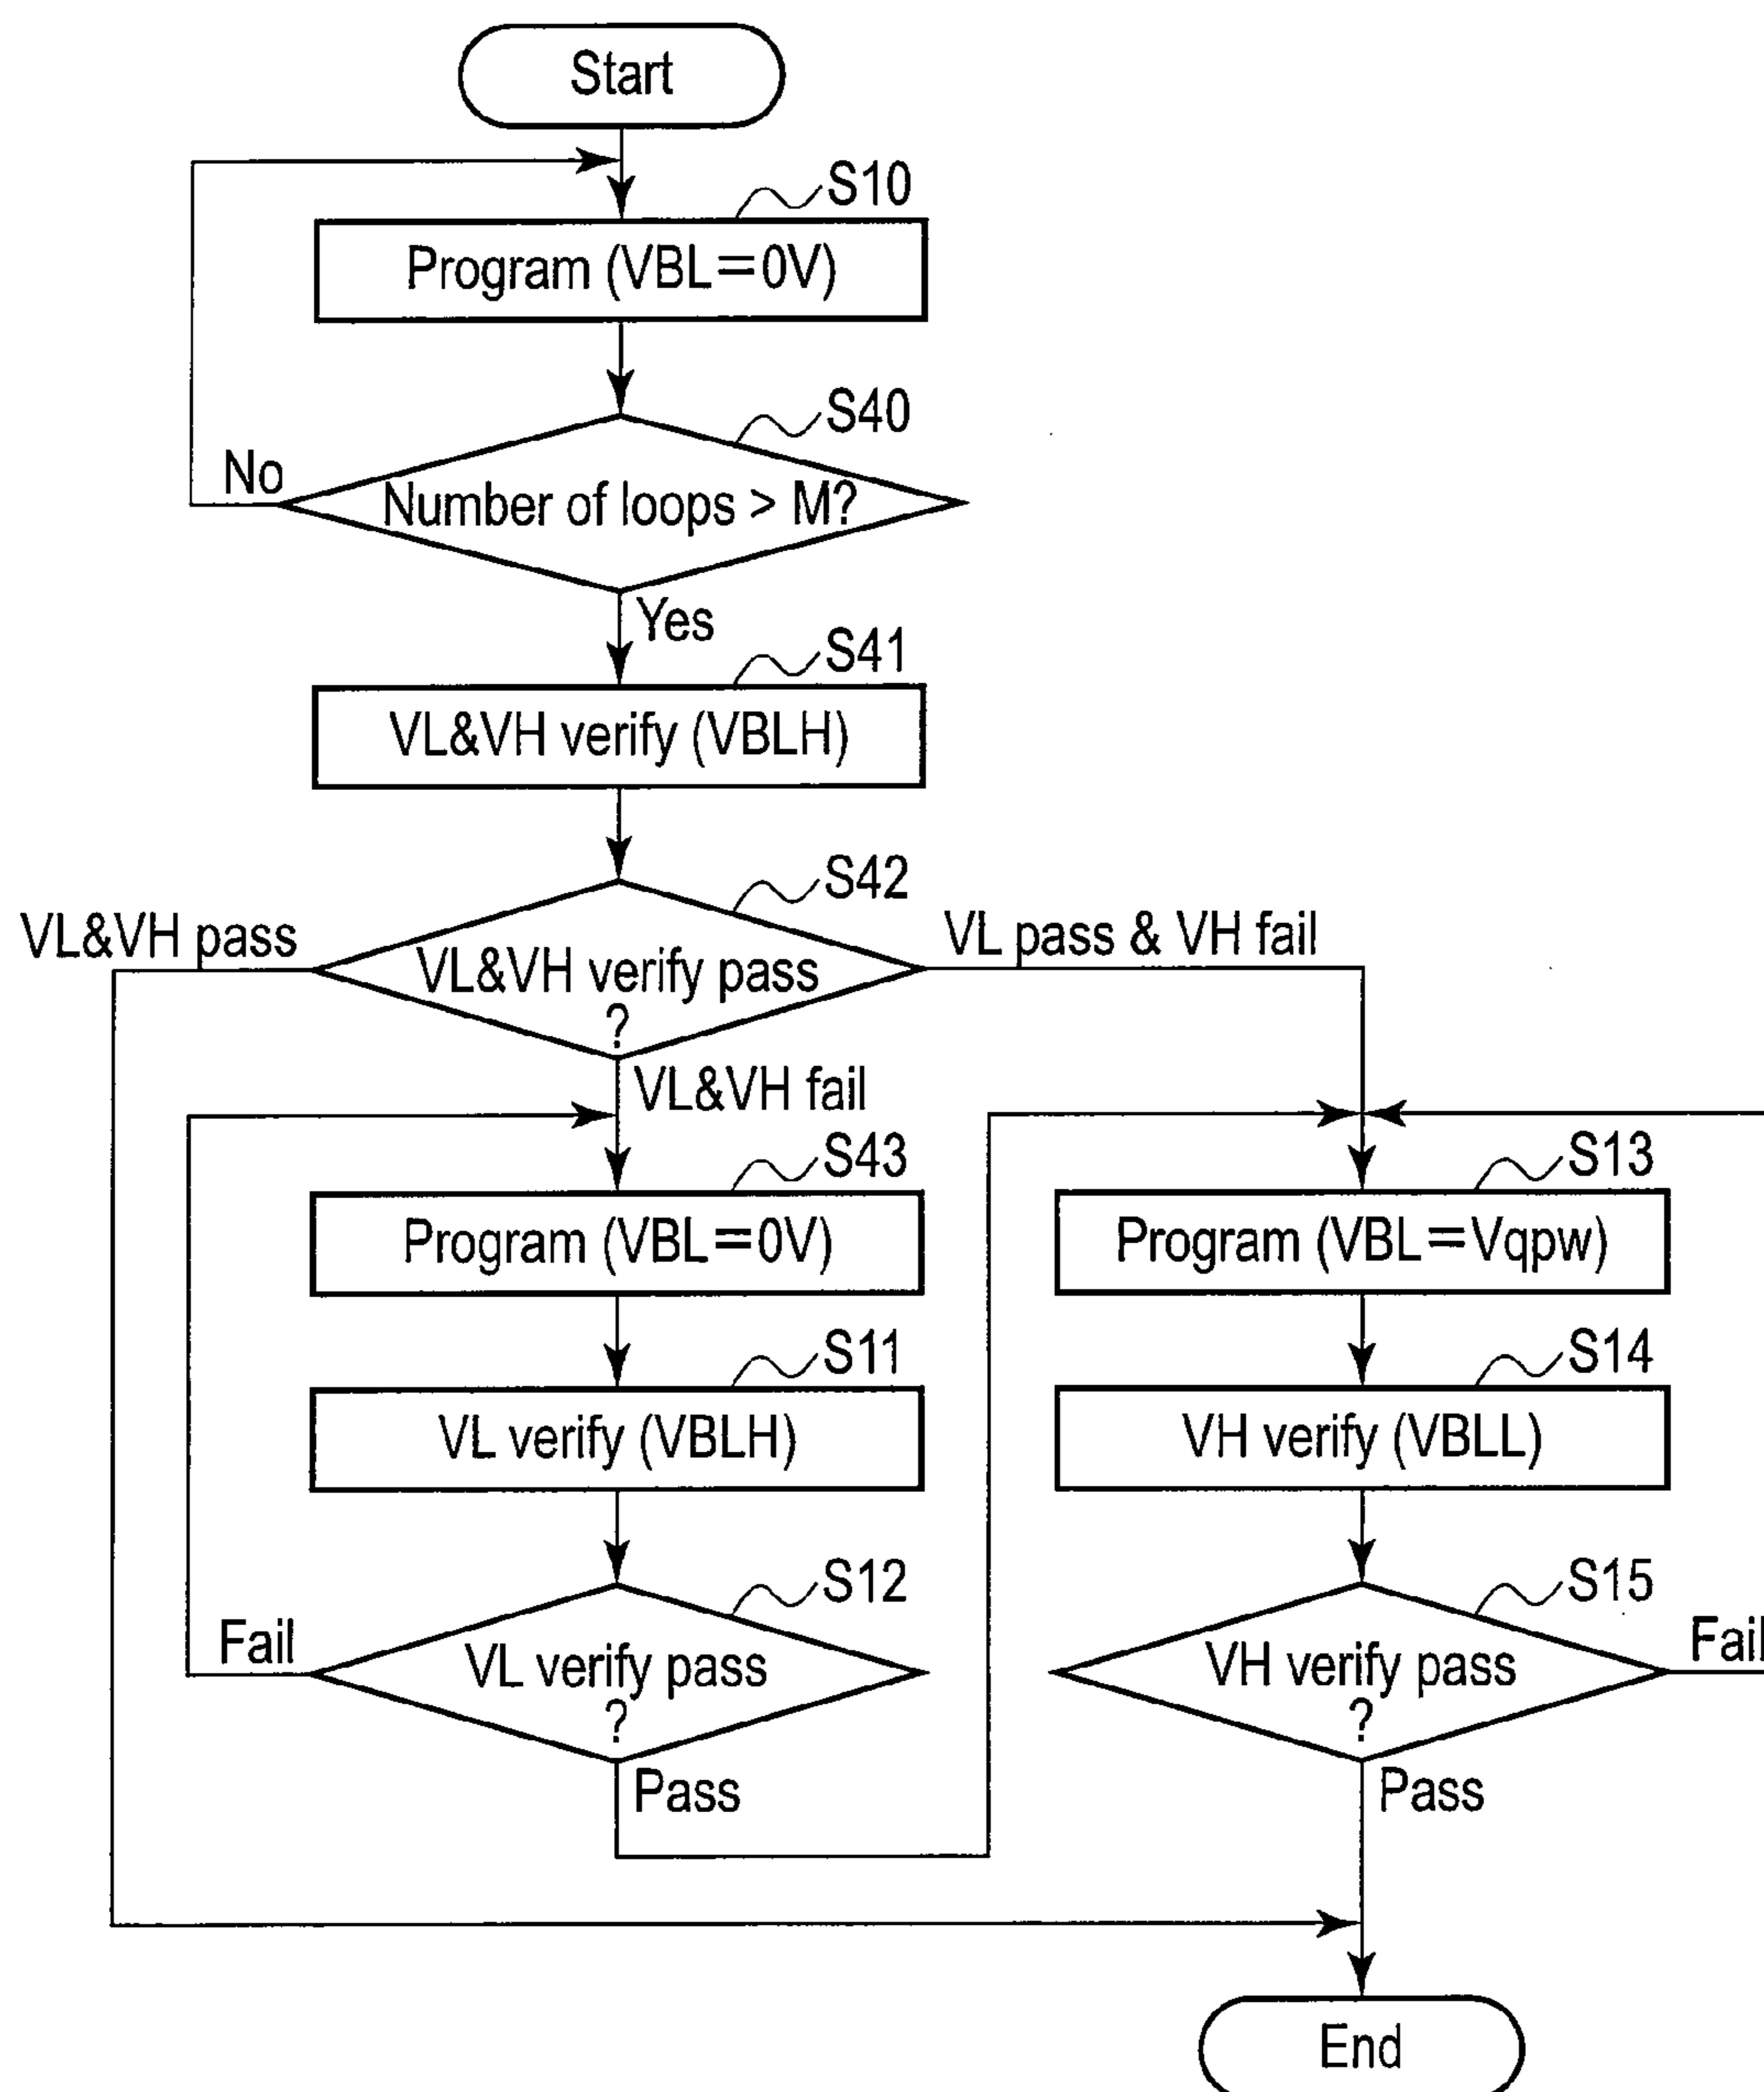 Start
S10
Program (VBL=0V)
S40
No
Number of loops > M?
Yes
S41
VL&VH verify (VBLH)
S42
VL&VH pass
VL pass & VH fail
VL&VH verify pass
?
VL&VH fail
S43
S13
Program (VBL=0V)
Program (VBL=Vqpw)
S11
S14
VL verify (VBLH)
VH verify (VBLL)
S12
S15
Fail
VL verify pass
?
VH verify pass
?
Fail
Pass
Pass
End